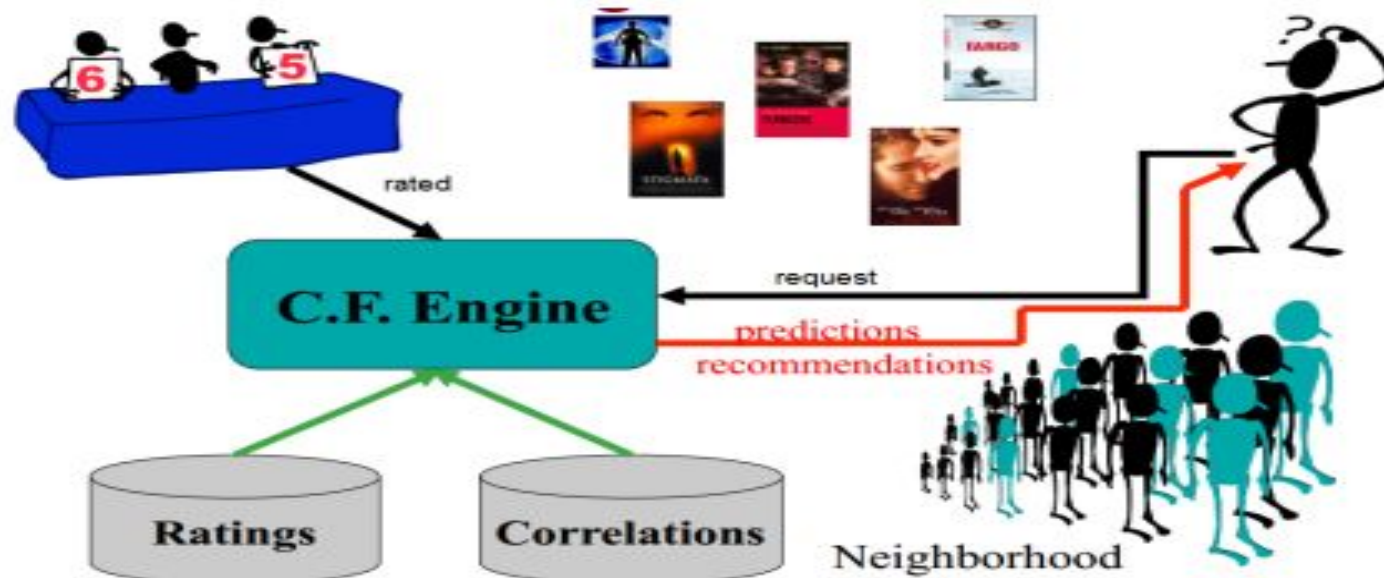 6
5
FARGO
STIGMATA
rated
request
C.F. Engine
predictions
recommendations
?
Ratings
Correlations
Neighborhood